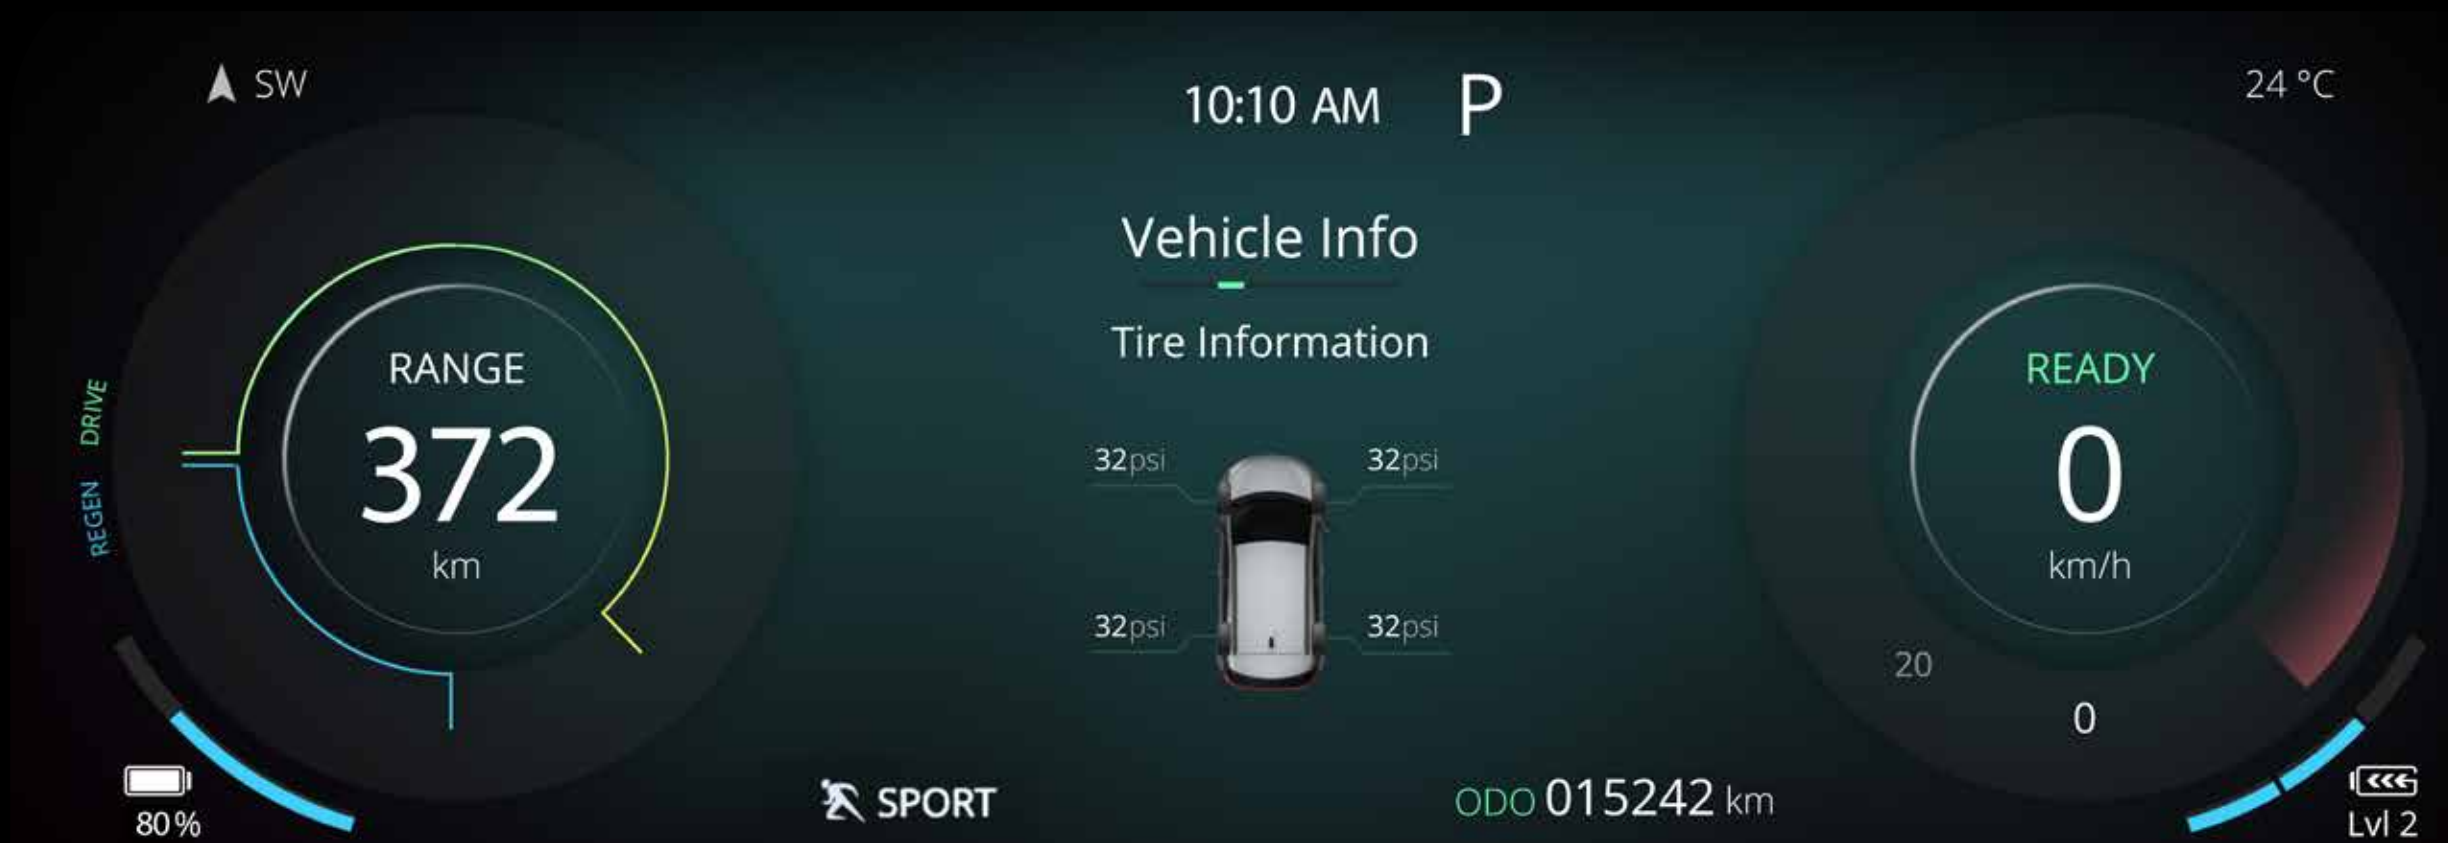 SW
10:10 AM P
24 °C
Vehicle Info
Tire Information
DRIVE
REGEN
RANGE
372
km
32psi 32psi
32psi 32psi
READY
0
km/h
20
0
80%
SPORT
ODO 015242 km
Lvl 2